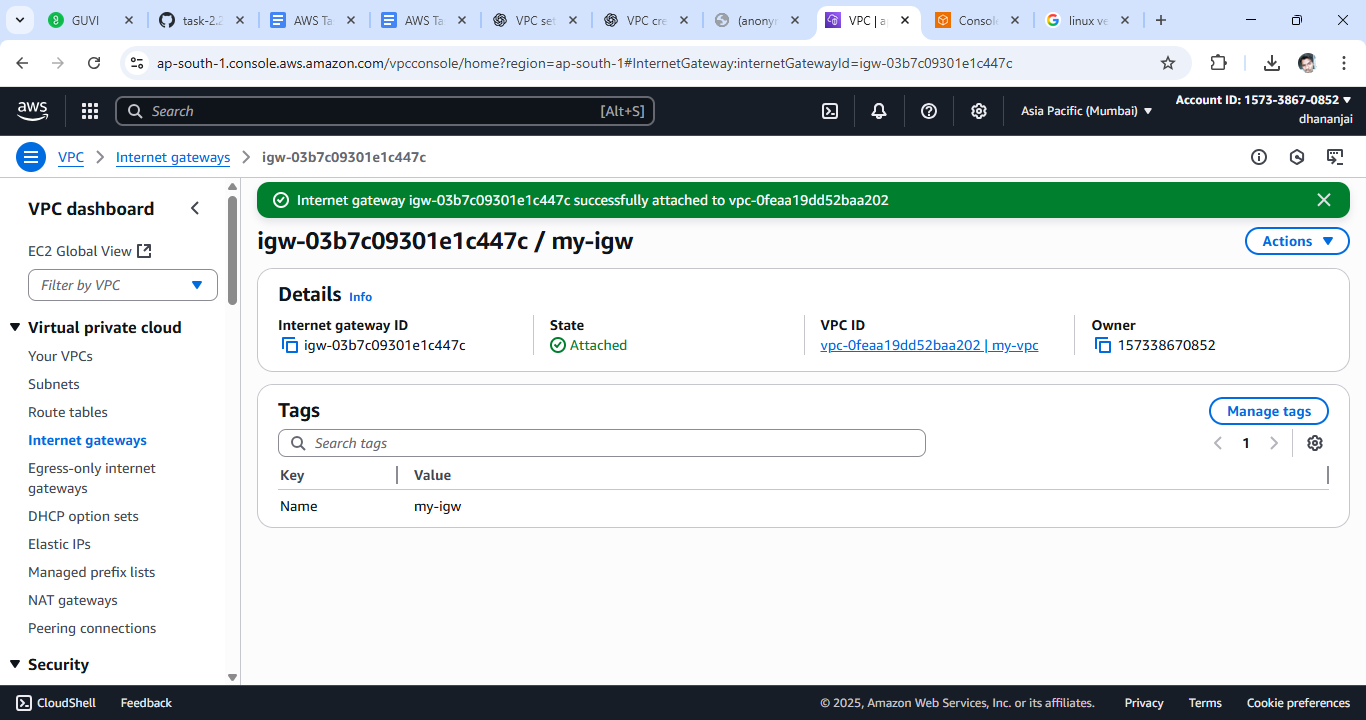 GUVI
task-2.2
AWS Ta
AWS Ta
VPC set
VPC cre
(anonyr
VPC | a
Consol
linux ve
ap-south-1.console.aws.amazon.com/vpcconsole/home?region=ap-south-1#InternetGateway:internetGatewayId=igw-03b7c09301e1c447c
aws
Search [Alt+S]
Asia Pacific (Mumbai)
Account ID: 1573-3867-0852
dhananjai
VPC > Internet gateways > igw-03b7c09301e1c447c
VPC dashboard
EC2 Global View
Filter by VPC
Virtual private cloud
Your VPCs
Subnets
Route tables
Internet gateways
Egress-only internet
gateways
DHCP option sets
Elastic IPs
Managed prefix lists
NAT gateways
Peering connections
Security
Internet gateway igw-03b7c09301e1c447c successfully attached to vpc-0feaa19dd52baa202
igw-03b7c09301e1c447c / my-igw
Actions
Details Info
Internet gateway ID
igw-03b7c09301e1c447c
State
Attached
VPC ID
vpc-0feaa19dd52baa202 | my-vpc
Owner
157338670852
Tags
Manage tags
Search tags
1
Key Value
Name my-igw
CloudShell Feedback
© 2025, Amazon Web Services, Inc. or its affiliates. Privacy Terms Cookie preferences